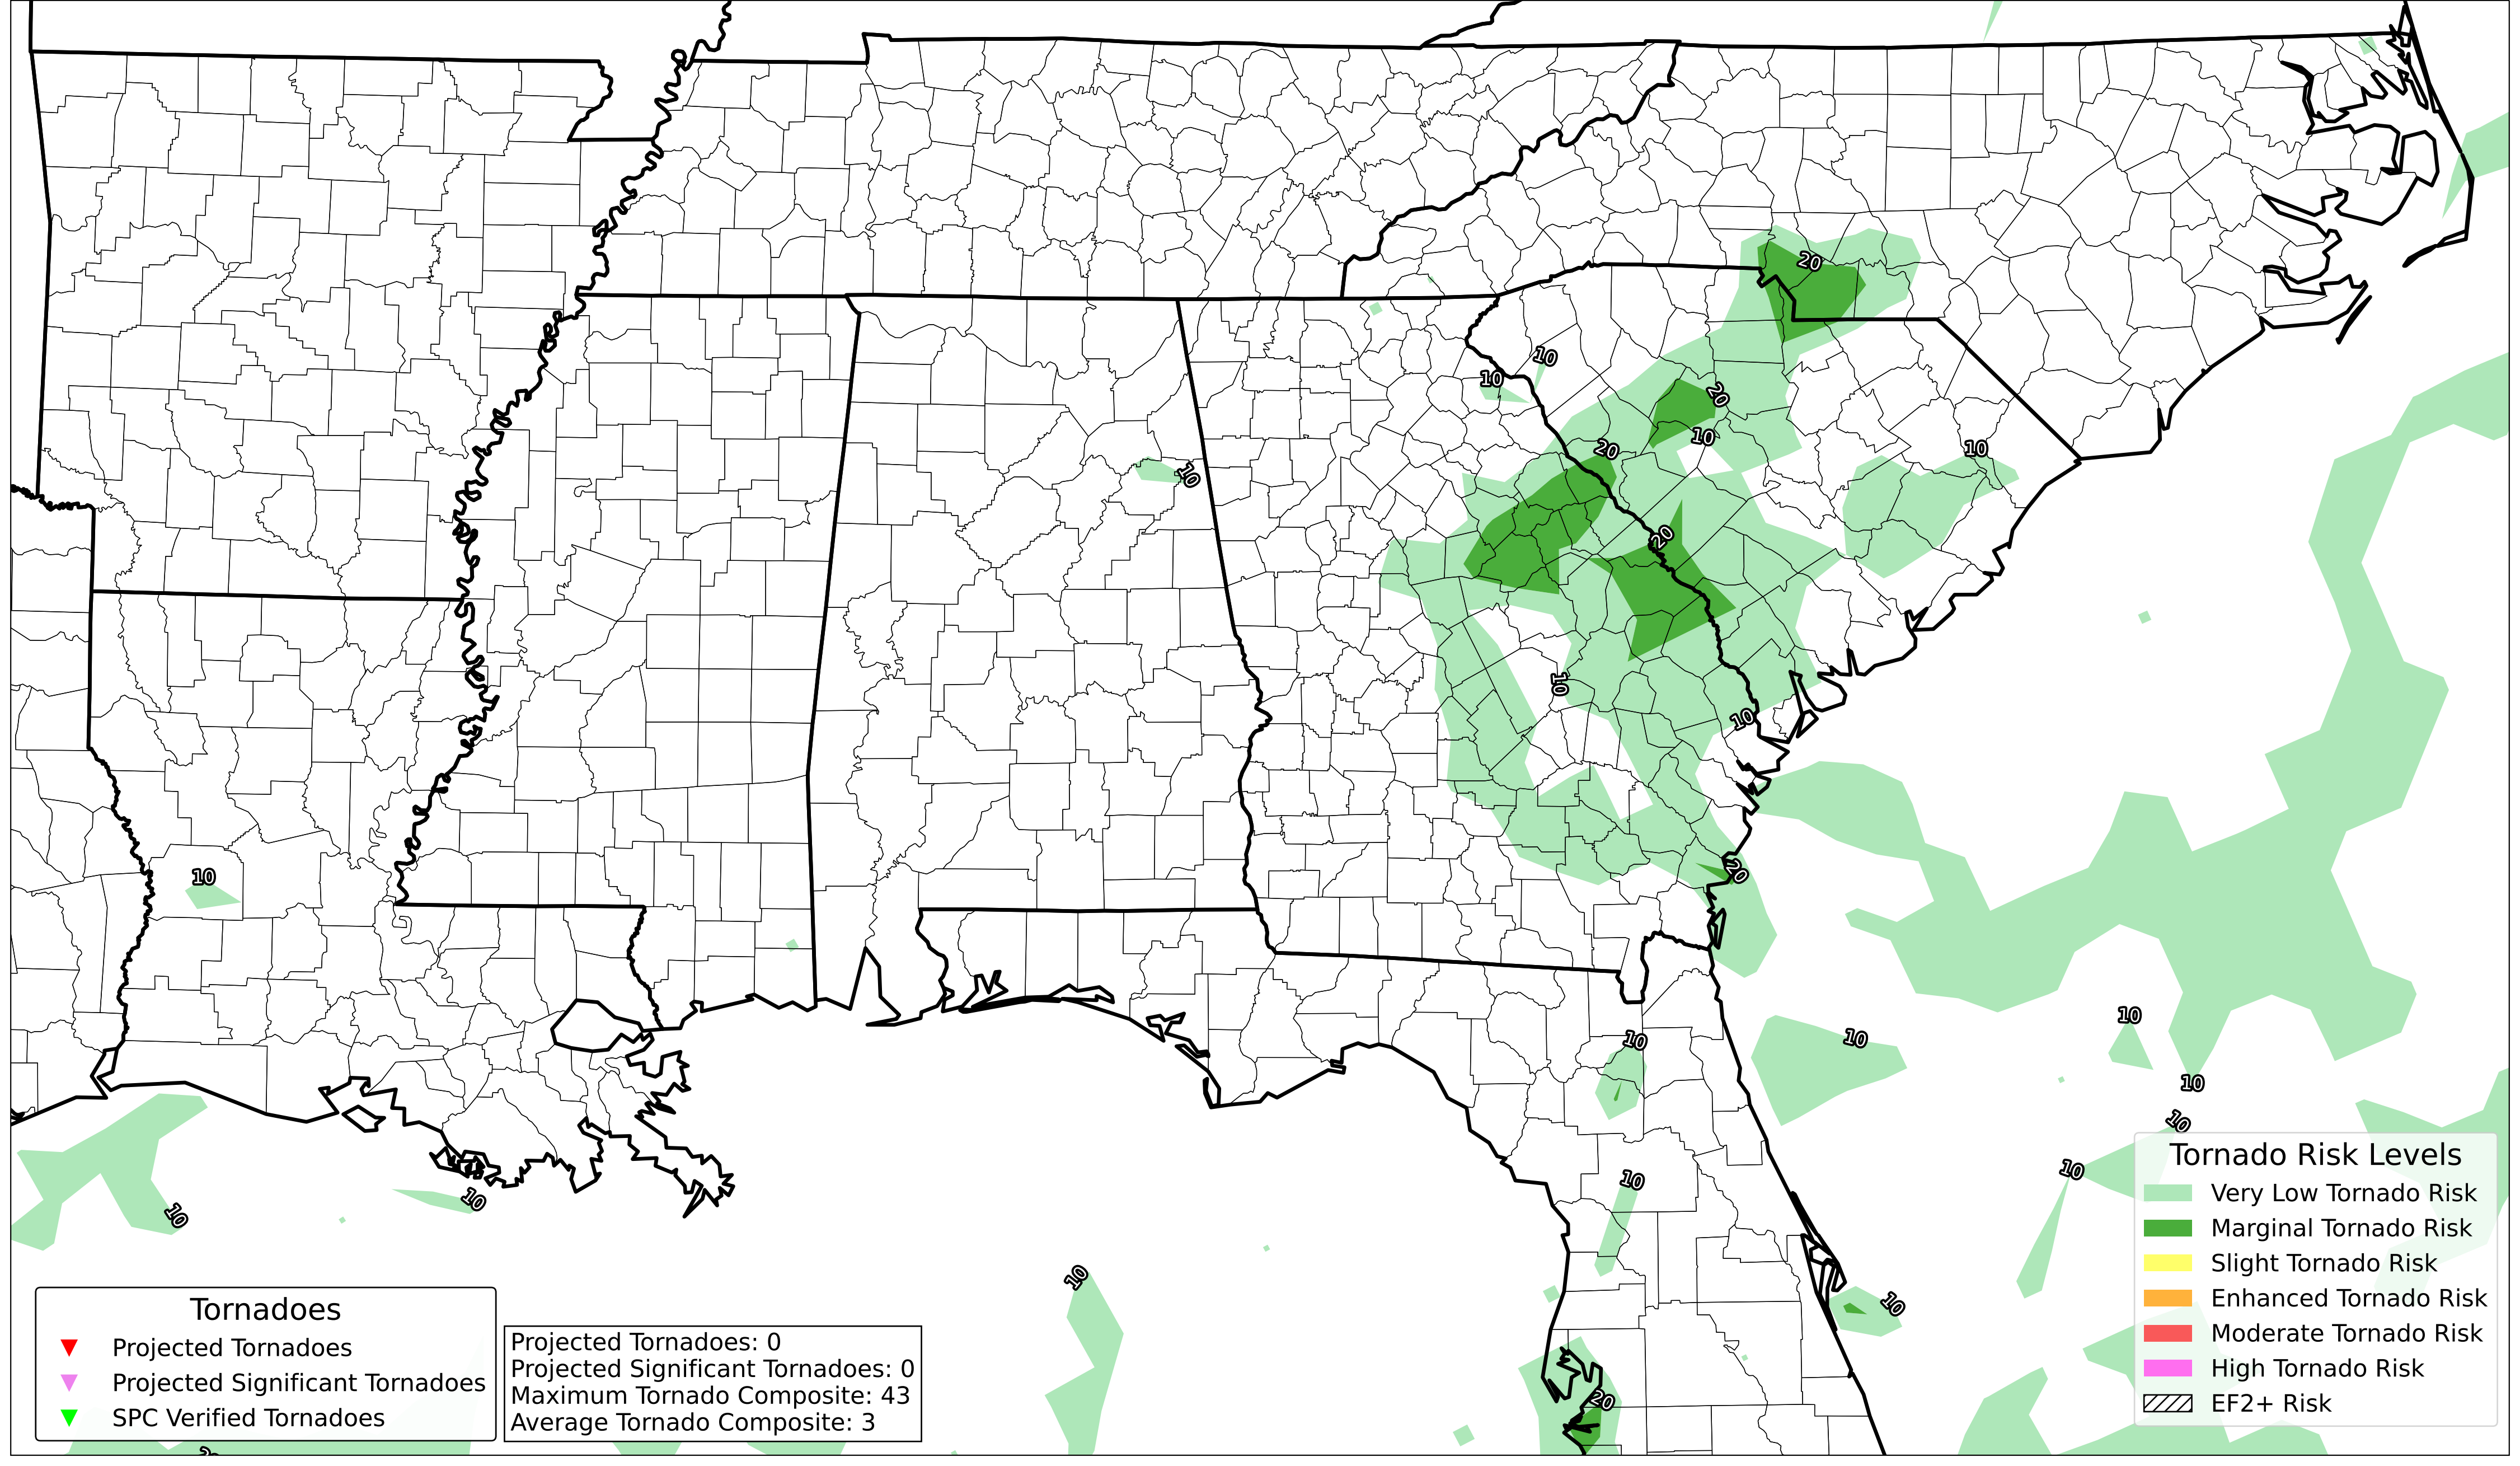 20
10
10
20
10
20
10
10
20
10
10
20
10
10
10
10
10
10
10
10
10
10
10
10
20
Tornado Risk Levels
Very Low Tornado Risk
Marginal Tornado Risk
Slight Tornado Risk
Enhanced Tornado Risk
Moderate Tornado Risk
High Tornado Risk
EF2+ Risk
Tornadoes
Projected Tornadoes
Projected Significant Tornadoes
SPC Verified Tornadoes
Projected Tornadoes: 0
Projected Significant Tornadoes: 0
Maximum Tornado Composite: 43
Average Tornado Composite: 3